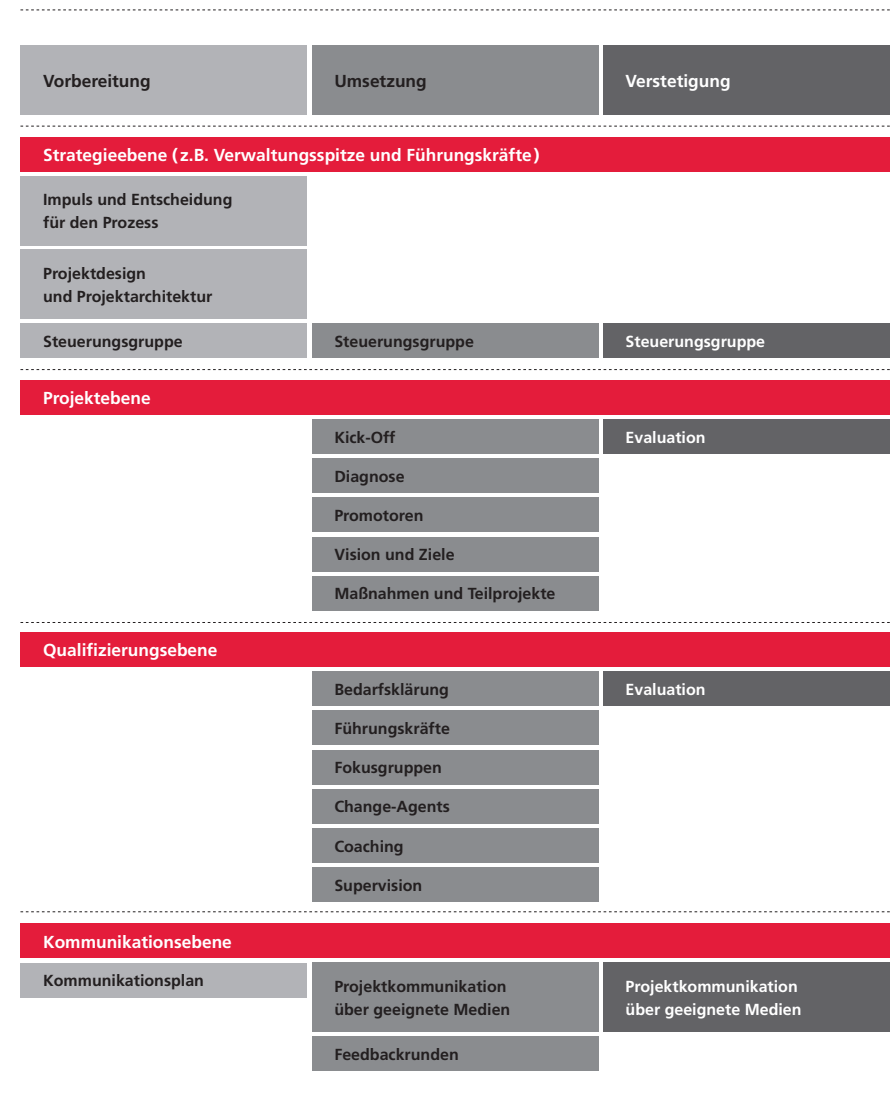 Vorbereitung
Umsetzung
Verstetigung
Strategieebene (z.B. Verwaltungsspitze und Führungskräfte)
Impuls und Entscheidung
für den Prozess
Projektdesign
und Projektarchitektur
Steuerungsgruppe
Steuerungsgruppe
Steuerungsgruppe
Projektebene
Kick-Off
Evaluation
Diagnose
Promotoren
Vision und Ziele
Maßnahmen und Teilprojekte
Qualifizierungsebene
Bedarfsklärung
Evaluation
Führungskräfte
Fokusgruppen
Change-Agents
Coaching
Supervision
Kommunikationsebene
Kommunikationsplan
Projektkommunikation
über geeignete Medien
Projektkommunikation
über geeignete Medien
Feedbackrunden